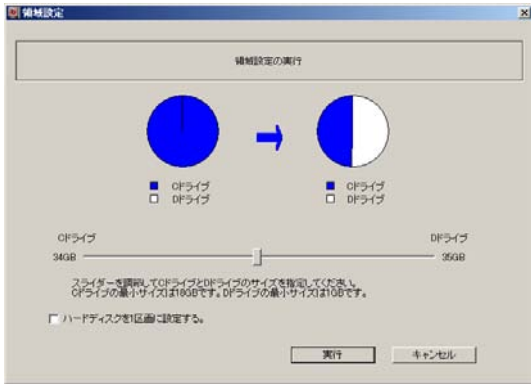 領域設定
領域設定の実行
Cドライブ
Dドライブ
Cドライブ
Dドライブ
Cドライブ
Dドライブ
34GB
35GB
スライダーを調節してCドライブとDドライブのサイズを指定してください。
Cドライブの最小サイズは18GBです。Dドライブの最小サイズは1GBです。
ハードディスクを1区画に設定する。
実行
キャンセル